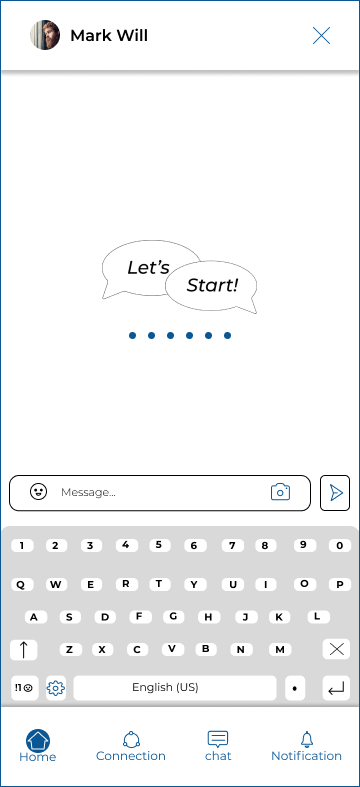 Mark Will
Let's
Start!
Message...
1 2 3 4 5 6 7 8 9 0
Q W E R T Y U I O P
A S D F G H J K L
Z X C V B N M
!1 English (US)
Home Connection chat Notification